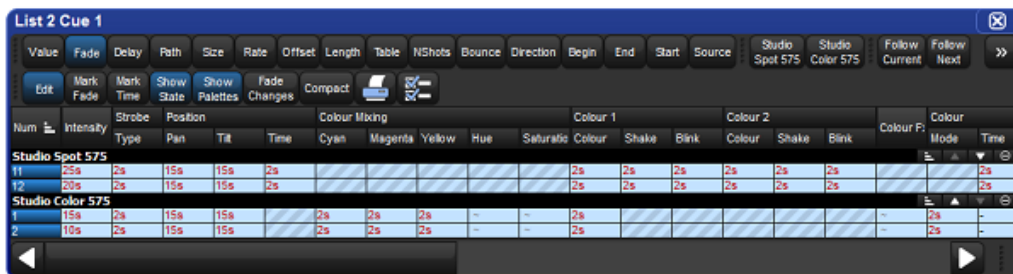 List 2 Cue 1
Value Fade Delay Path Size Rate Offset Length Table NShots Bounce Direction Begin End Start Source Studio Spot 575 Studio Color 575 Follow Current Follow Next »
Edit Mark Fade Mark Time Show State Show Palettes Fade Changes Compact
Num Intensity Strobe Position Colour Mixing Colour 1 Colour 2 Colour F: Colour
Type Pan Tilt Time Cyan Magenta Yellow Hue Saturatio Colour Shake Blink Colour Shake Blink Mode Time
Studio Spot 575
11 25s 2s 15s 15s 2s 2s 2s 2s 2s 2s 2s 2s
12 20s 2s 15s 15s 2s 2s 2s 2s 2s 2s 2s 2s
Studio Color 575
1 15s 2s 15s 15s 2s 2s 2s ~ ~ 2s ~ 2s -
2 10s 2s 15s 15s 2s 2s 2s ~ ~ 2s ~ 2s -